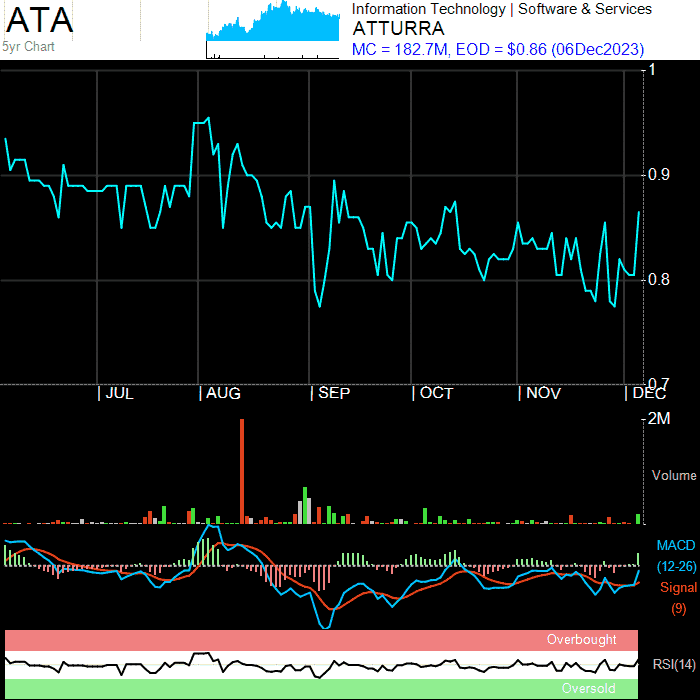 ATA
5yr Chart
Information Technology | Software & Services
ATTURRA
MC = 182.7M, EOD = $0.86 (06Dec2023)
1
0.9
0.8
0.7
| JUL | AUG | SEP | OCT | NOV | DEC
2M
Volume
MACD
(12-26)
Signal
(9)
Overbought
RSI(14)
Oversold